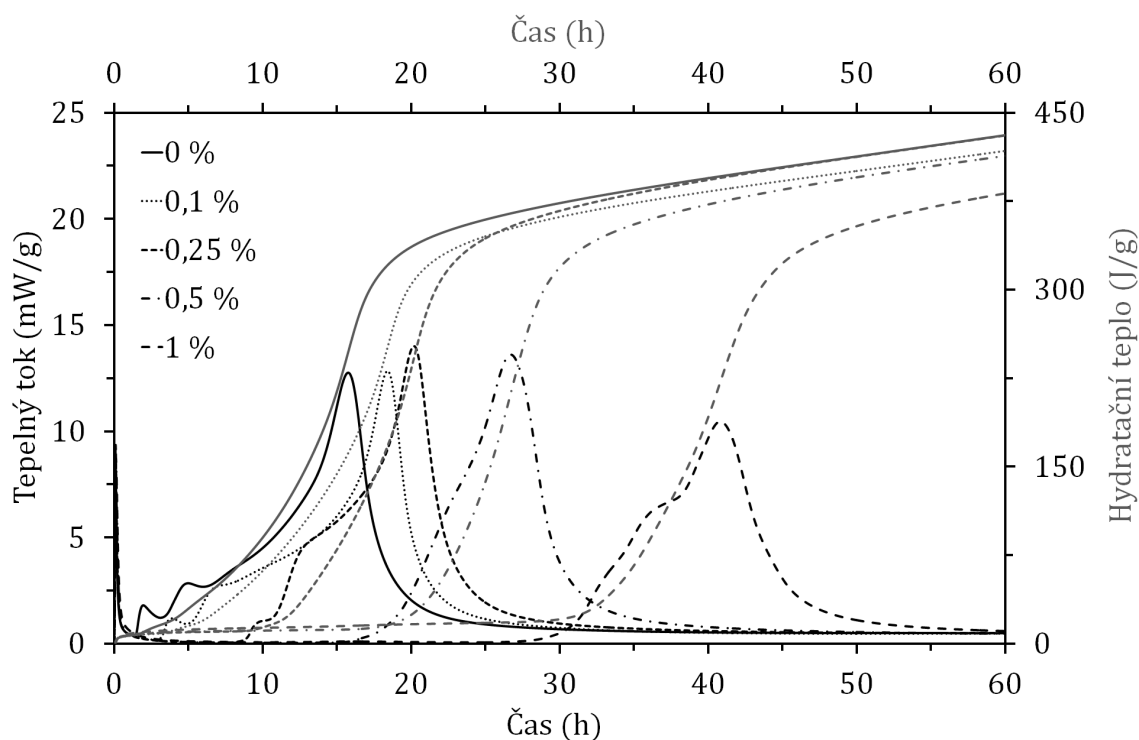 Čas (h)
0 10 20 30 40 50 60
25 450
0 %
0,1 %
20
0,25 %
300
0,5 %
15
1 %
10
150
5
0 0
Tepelný tok (mW/g)
Hydratační teplo (J/g)
0 10 20 30 40 50 60
Čas (h)